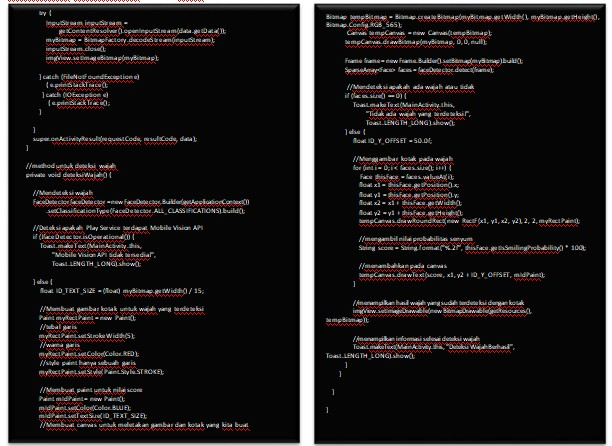 try {
InputStream inputStream =
getContentResolver().openInputStream(data.getData());
myBitmap = BitmapFactory.decodeStream(inputStream);
inputStream.close();
imgView.setImageBitmap(myBitmap);
} catch (FileNotFoundException e)
{ e.printStackTrace();
} catch (IOException e) {
e.printStackTrace();
}
}
super.onActivityResult(requestCode, resultCode, data);
}
//method untuk deteksi wajah
private void deteksiWajah() {
//Mendeteksi wajah
FaceDetector faceDetector = new FaceDetector.Builder(getApplicationContext())
.setClassificationType(FaceDetector.ALL_CLASSIFICATIONS).build();
//Deteksi apakah Play Service terdapat Mobile Vision API
if (!faceDetector.isOperational()) {
Toast.makeText(MainActivity.this,
"Mobile Vision API tidak tersedia!",
Toast.LENGTH_LONG).show();
} else {
float ID_TEXT_SIZE = (float) myBitmap.getWidth() / 15;
//Membuat gambar kotak untuk wajah yang terdeteksi
Paint myRectPaint = new Paint();
//tebal garis
myRectPaint.setStrokeWidth(5);
//warna garis
myRectPaint.setColor(Color.RED);
//style paint hanya sebuah garis
myRectPaint.setStyle(Paint.Style.STROKE);
//Membuat paint untuk nilai score
Paint midPaint = new Paint();
midPaint.setColor(Color.BLUE);
midPaint.setTextSize( ID_TEXT_SIZE);
//Membuat canvas untuk meletakan gambar dan kotak yang kita buat
Bitmap tempBitmap = Bitmap.createBitmap(myBitmap.getWidth(), myBitmap.getHeight(),
Bitmap.Config.RGB_565);
Canvas tempCanvas = new Canvas(tempBitmap);
tempCanvas.drawBitmap(myBitmap, 0, 0, null);
Frame frame = new Frame.Builder().setBitmap(myBitmap).build();
SparseArray<Face> faces = faceDetector.detect(frame);
//Mendeteksi apakah ada wajah atau tidak
if (faces.size() == 0) {
Toast.makeText(MainActivity.this,
"Tidak ada wajah yang terdeteksi!",
Toast.LENGTH_LONG).show();
} else {
float ID_Y_OFFSET = 50.0f;
//Menggambar kotak pada wajah
for (int i = 0; i < faces.size(); i++) {
Face thisFace = faces.valueAt(i);
float x1 = thisFace.getPosition().x;
float y1 = thisFace.getPosition().y;
float x2 = x1 + thisFace.getWidth();
float y2 = y1 + thisFace.getHeight();
tempCanvas.drawRoundRect(new RectF(x1, y1, x2, y2), 2, 2, myRectPaint);
//mengambil nilai probabilitas senyum
String score = String.format("%.2f", thisFace.getIsSmilingProbability() * 100);
//menambahkan pada canvas
tempCanvas.drawText(score, x1, y2 + ID_Y_OFFSET, midPaint);
}
//menampilkan hasil wajah yang sudah terdeteksi dengan kotak
imgView.setImageDrawable(new BitmapDrawable(getResources(),
tempBitmap));
//menampilkan informasi selesai deteksi wajah
Toast.makeText(MainActivity.this, "Deteksi Wajah Berhasil",
Toast.LENGTH_LONG).show();
}
}
}
}